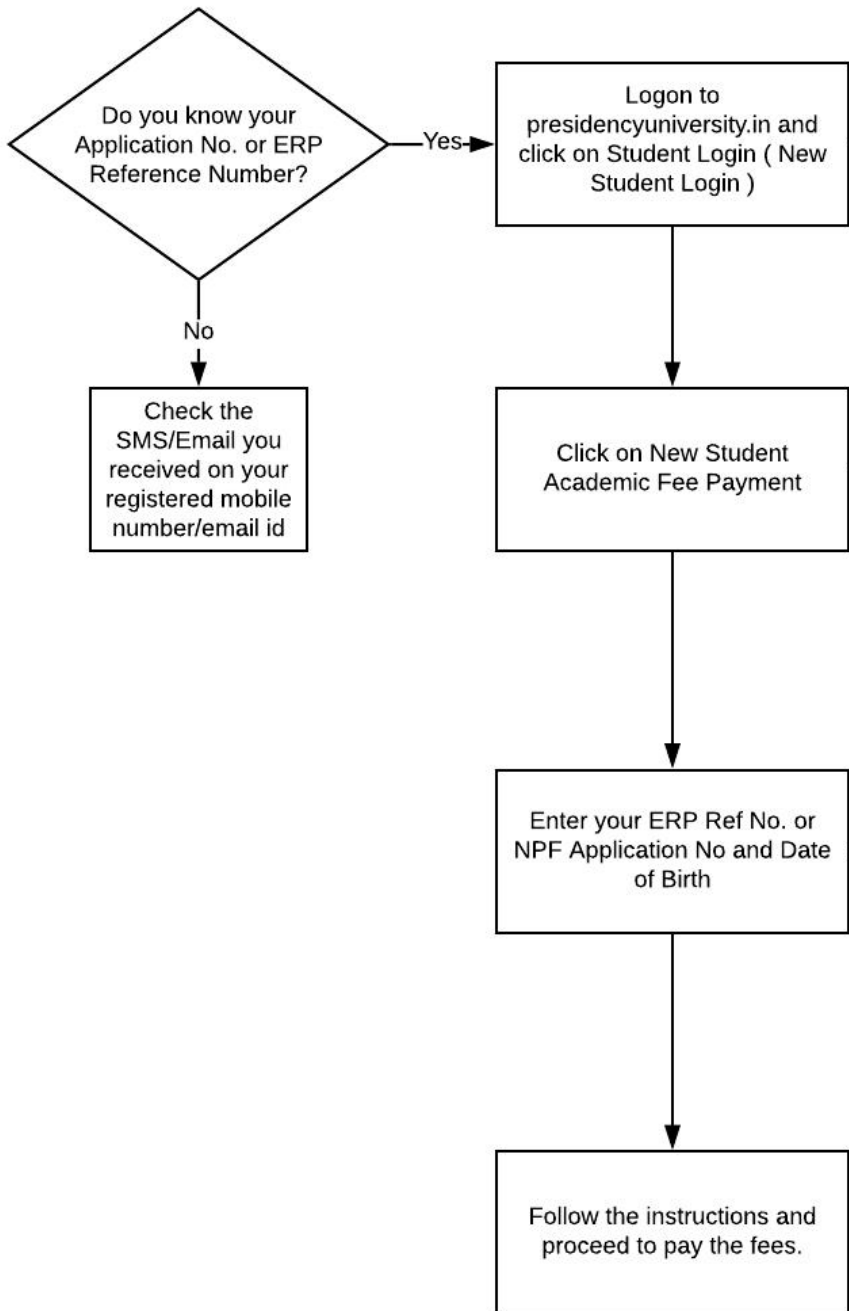 Do you know your
Application No. or ERP
Reference Number?
Yes
Logon to
presidencyuniversity.in and
click on Student Login ( New
Student Login )
No
Check the
SMS/Email you
received on your
registered mobile
number/email id
Click on New Student
Academic Fee Payment
Enter your ERP Ref No. or
NPF Application No and Date
of Birth
Follow the instructions and
proceed to pay the fees.